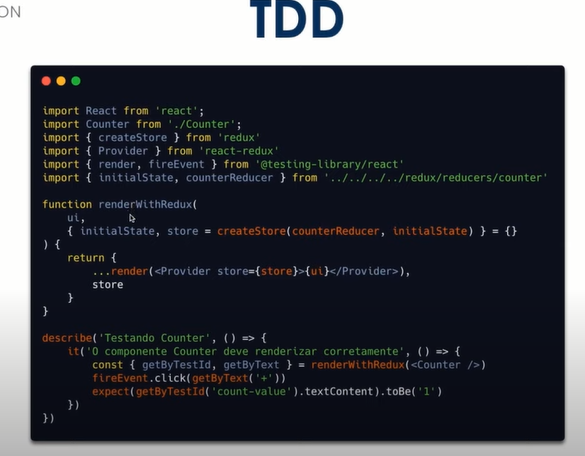 ON
TDD
import React from 'react';
import Counter from './Counter';
import { createStore } from 'redux'
import { Provider } from 'react-redux'
import { render, fireEvent } from '@testing-library/react'
import { initialState, counterReducer } from '../../../../redux/reducers/counter'
function renderWithRedux(
ui,
{ initialState, store = createStore(counterReducer, initialState) } = {}
) {
return {
...render(<Provider store={store}>{ui}</Provider>),
store
}
}
describe('Testando Counter', () => {
it('O componente Counter deve renderizar corretamente', () => {
const { getByTestId, getByText } = renderWithRedux(<Counter />)
fireEvent.click(getByText('+'))
expect(getByTestId('count-value').textContent).toBe('1')
})
})